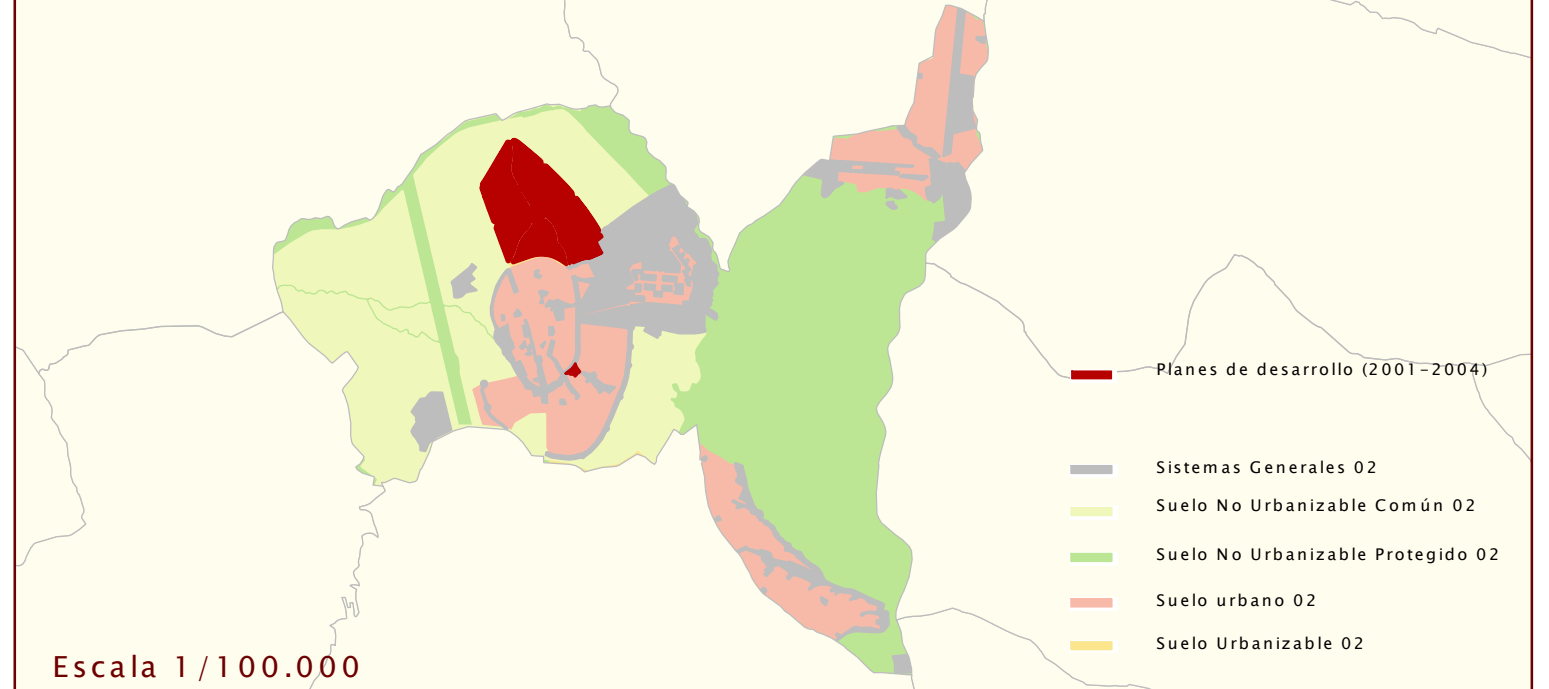 Planes de desarrollo (2001-2004)
Sistemas Generales 02
Suelo No Urbanizable Común 02
Suelo No Urbanizable Protegido 02
Suelo urbano 02
Suelo Urbanizable 02
Escala 1/100.000